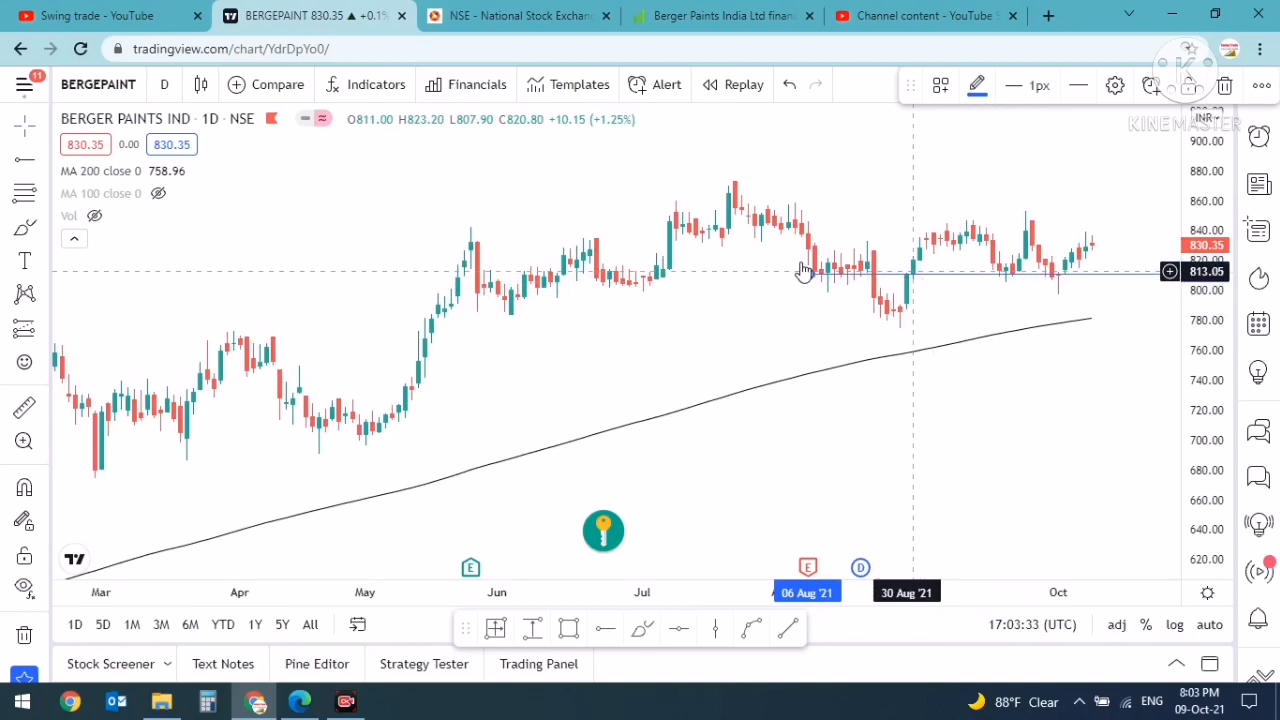 Swing trade - YouTube
BERGEPAINT 830.35 ▲ +0.1%
NSE - National Stock Exchan
Berger Paints India Ltd finan
Channel content - YouTube S
tradingview.com/chart/YdrDpYo0/
11
BERGEPAINT
D
Compare
Indicators
Financials
Templates
Alert
Replay
1px
BERGER PAINTS IND · 1D · NSE
O811.00 H823.20 L807.90 C820.80 +10.15 (+1.25%)
KINEMASTER
INR
830.35
0.00
830.35
MA 200 close 0 758.96
MA 100 close 0
Vol
900.00
880.00
860.00
840.00
830.35
813.05
800.00
780.00
760.00
740.00
720.00
700.00
680.00
660.00
640.00
620.00
E
E
D
Mar
Apr
May
Jun
Jul
06 Aug '21
30 Aug '21
Oct
1D
5D
1M
3M
6M
YTD
1Y
5Y
All
17:03:33 (UTC)
adj
%
log
auto
Stock Screener
Text Notes
Pine Editor
Strategy Tester
Trading Panel
88°F Clear
ENG
8:03 PM
09-Oct-21